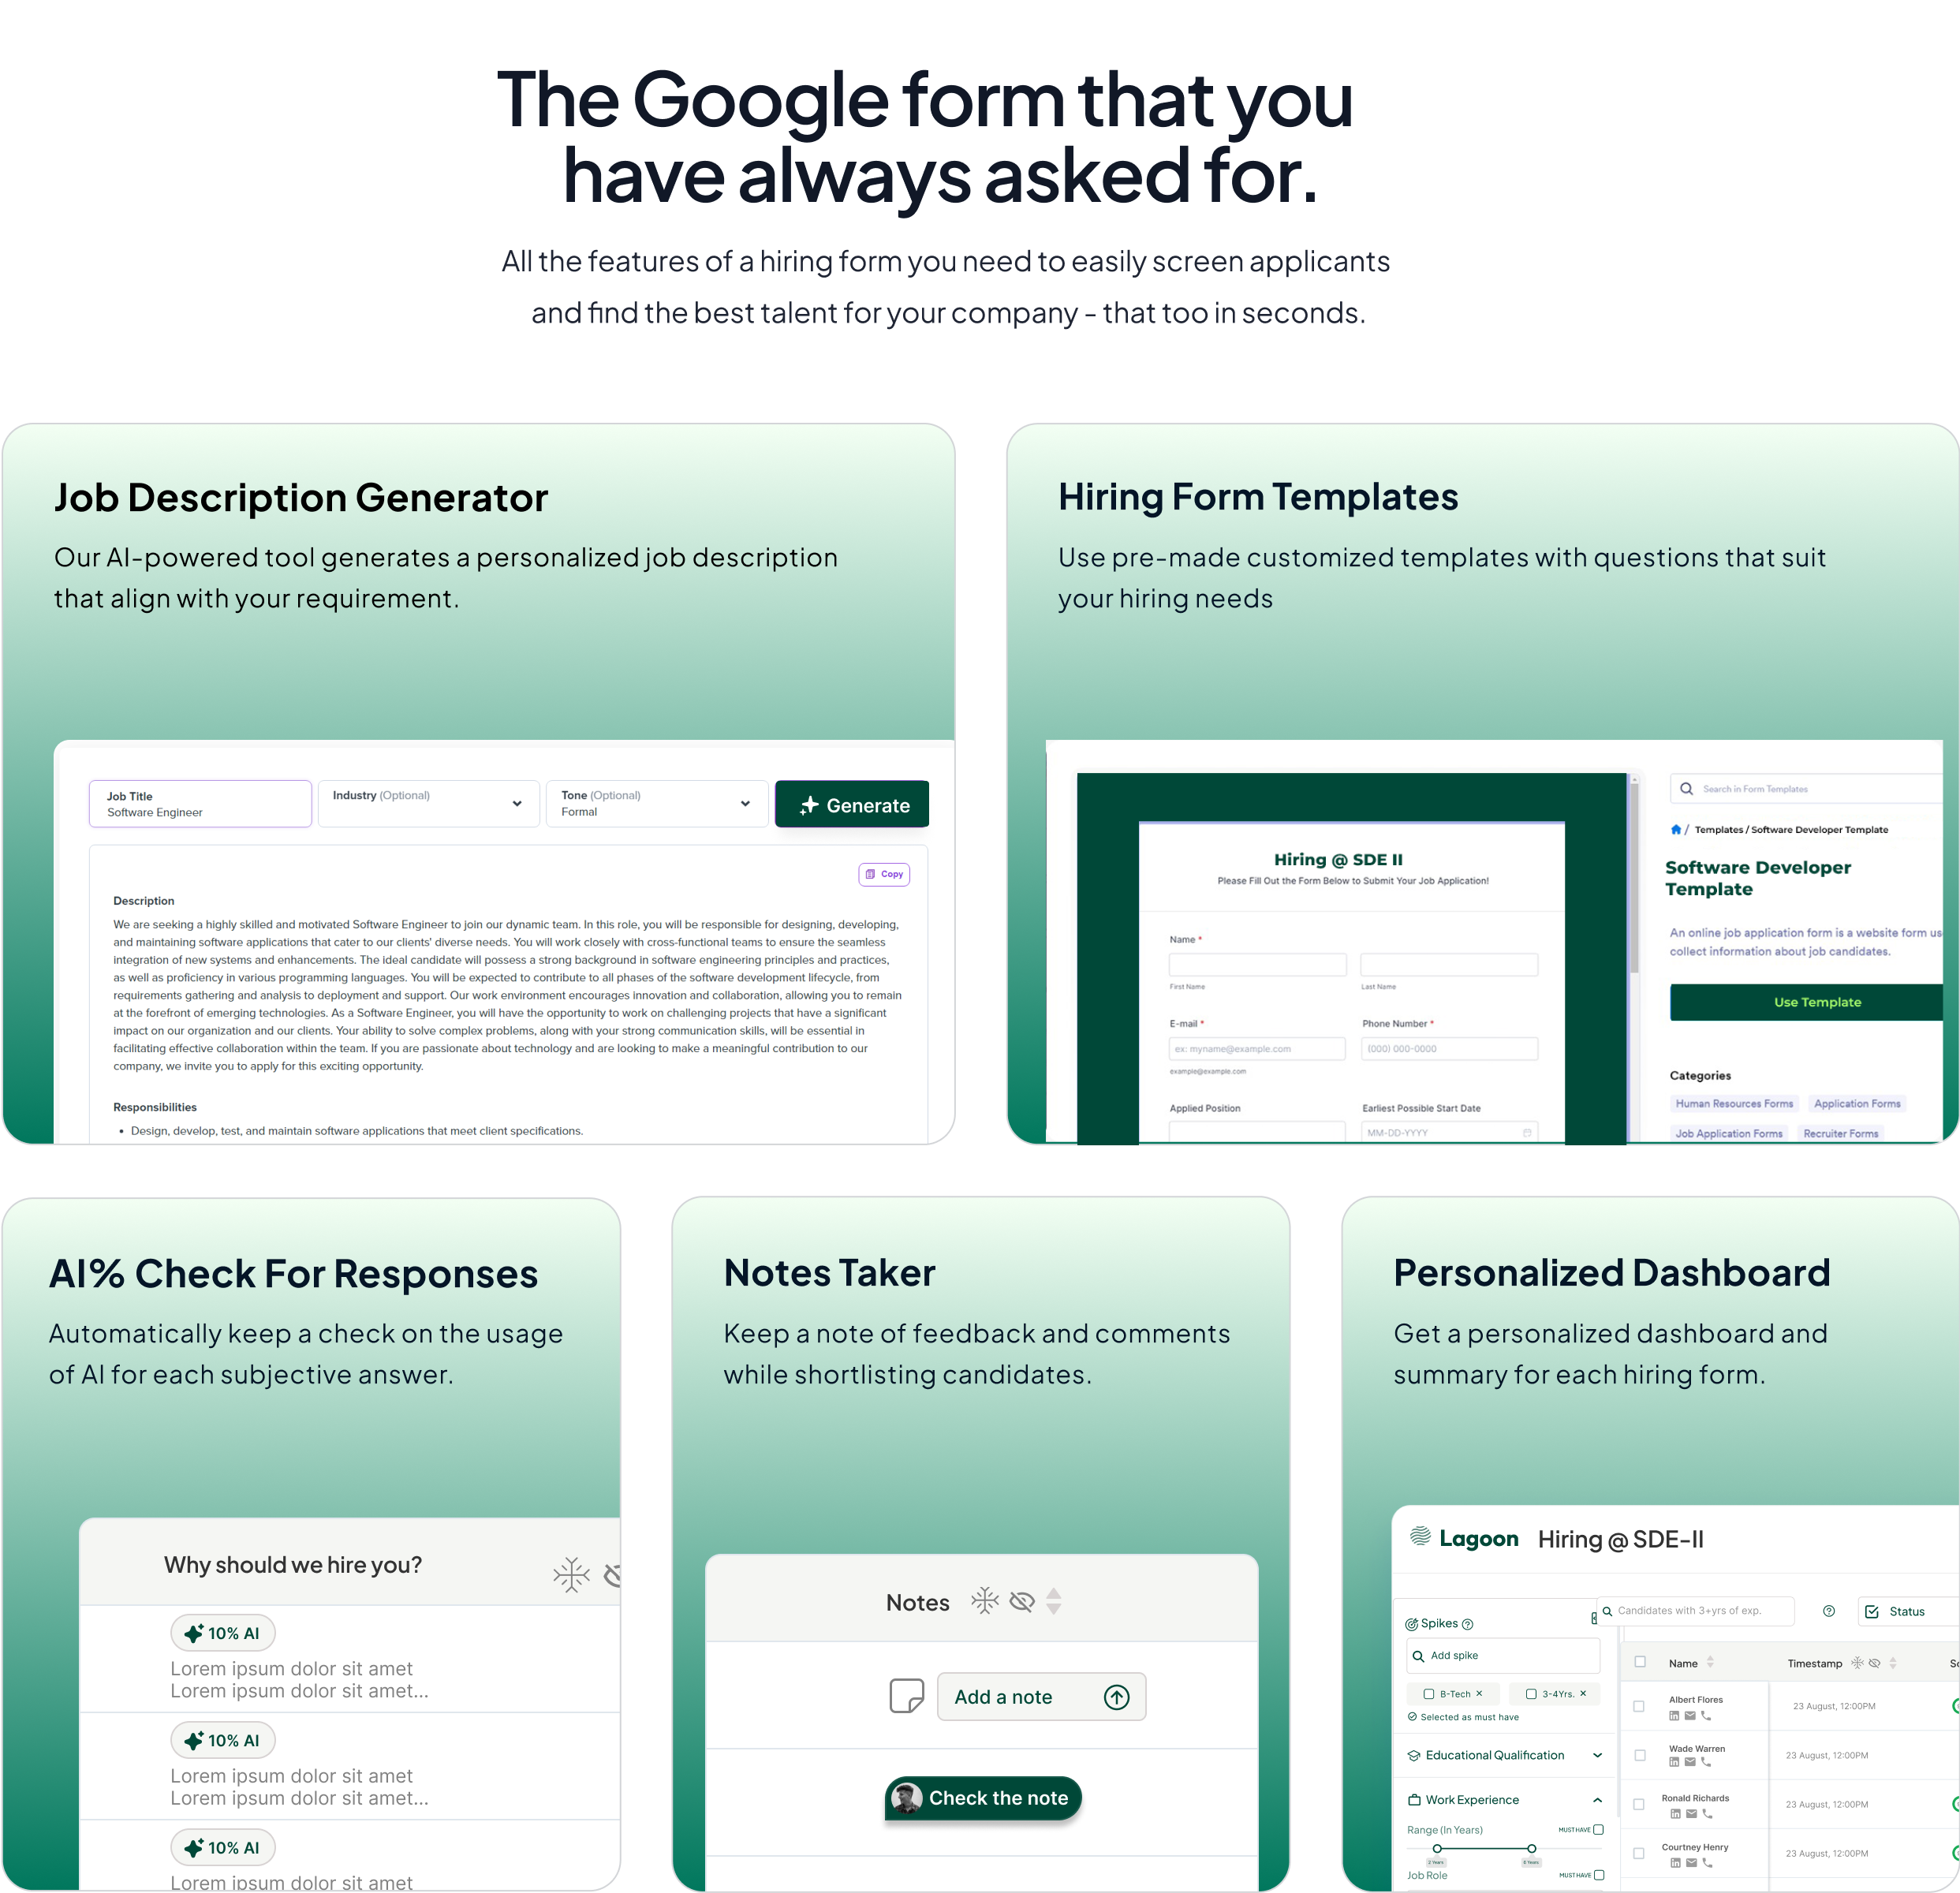 The Google form that you
have always asked for.
All the features of a hiring form you need to easily screen applicants
and find the best talent for your company - that too in seconds.
Job Description Generator
Our AI-powered tool generates a personalized job description
that align with your requirement.
Job Title
Software Engineer
Industry (Optional)
Tone (Optional)
Formal
Generate
Copy
Description
We are seeking a highly skilled and motivated Software Engineer to join our dynamic team. In this role, you will be responsible for designing, developing,
and maintaining software applications that cater to our clients' diverse needs. You will work closely with cross-functional teams to ensure the seamless
integration of new systems and enhancements. The ideal candidate will possess a strong background in software engineering principles and practices,
as well as proficiency in various programming languages. You will be expected to contribute to all phases of the software development lifecycle, from
requirements gathering and analysis to deployment and support. Our work environment encourages innovation and collaboration, allowing you to remain
at the forefront of emerging technologies. As a Software Engineer, you will have the opportunity to work on challenging projects that have a significant
impact on our organization and our clients. Your ability to solve complex problems, along with your strong communication skills, will be essential in
facilitating effective collaboration within the team. If you are passionate about technology and are looking to make a meaningful contribution to our
company, we invite you to apply for this exciting opportunity.
Responsibilities
• Design, develop, test, and maintain software applications that meet client specifications.
Hiring Form Templates
Use pre-made customized templates with questions that suit
your hiring needs
Hiring @ SDE II
Please Fill Out the Form Below to Submit Your Job Application!
Name *
First Name
Last Name
E-mail *
Phone Number *
ex: myname@example.com
(000) 000-0000
example@example.com
Applied Position
Earliest Possible Start Date
MM-DD-YYYY
Search in Form Templates
/ Templates / Software Developer Template
Software Developer
Template
An online job application form is a website form us
collect information about job candidates.
Use Template
Categories
Human Resources Forms
Application Forms
Job Application Forms
Recruiter Forms
AI% Check For Responses
Automatically keep a check on the usage
of AI for each subjective answer.
Why should we hire you?
10% AI
Lorem ipsum dolor sit amet
Lorem ipsum dolor sit amet...
10% AI
Lorem ipsum dolor sit amet
Lorem ipsum dolor sit amet...
10% AI
Lorem ipsum dolor sit amet
Notes Taker
Keep a note of feedback and comments
while shortlisting candidates.
Notes
Add a note
Check the note
Personalized Dashboard
Get a personalized dashboard and
summary for each hiring form.
Lagoon
Hiring @ SDE-II
Spikes
Candidates with 3+yrs of exp.
Status
Add spike
B-Tech ×
3-4Yrs. ×
Selected as must have
Educational Qualification
Work Experience
Range (In Years)
MUST HAVE
2 Years
8 Years
Job Role
MUST HAVE
Name
Timestamp
Sc
Albert Flores
23 August, 12:00PM
Wade Warren
23 August, 12:00PM
Ronald Richards
23 August, 12:00PM
Courtney Henry
23 August, 12:00PM